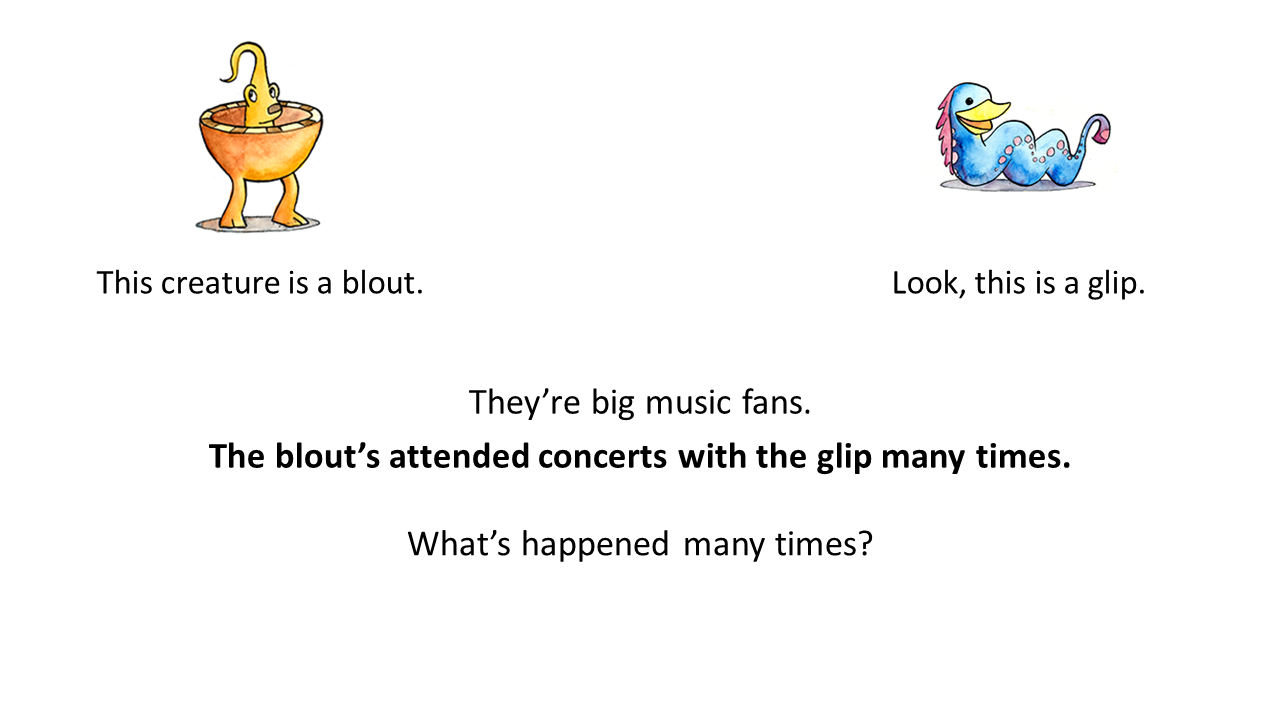 This creature is a blout.
Look, this is a glip.
They’re big music fans.
The blout’s attended concerts with the glip many times.
What’s happened many times?